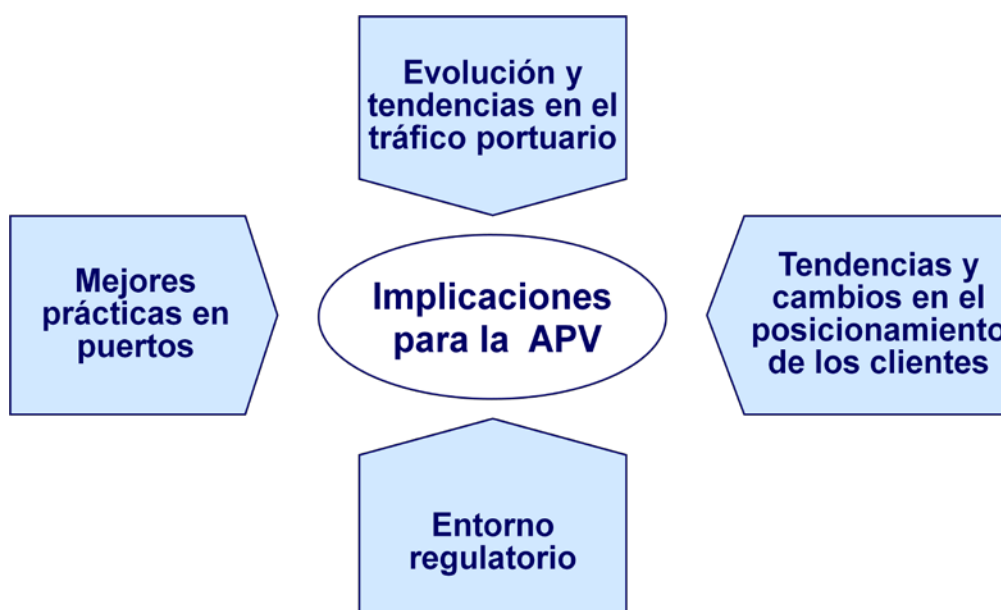 Evolución y
tendencias en el
tráfico portuario
Mejores
prácticas en
puertos
Implicaciones
para la APV
Tendencias y
cambios en el
posicionamiento
de los clientes
Entorno
regulatorio